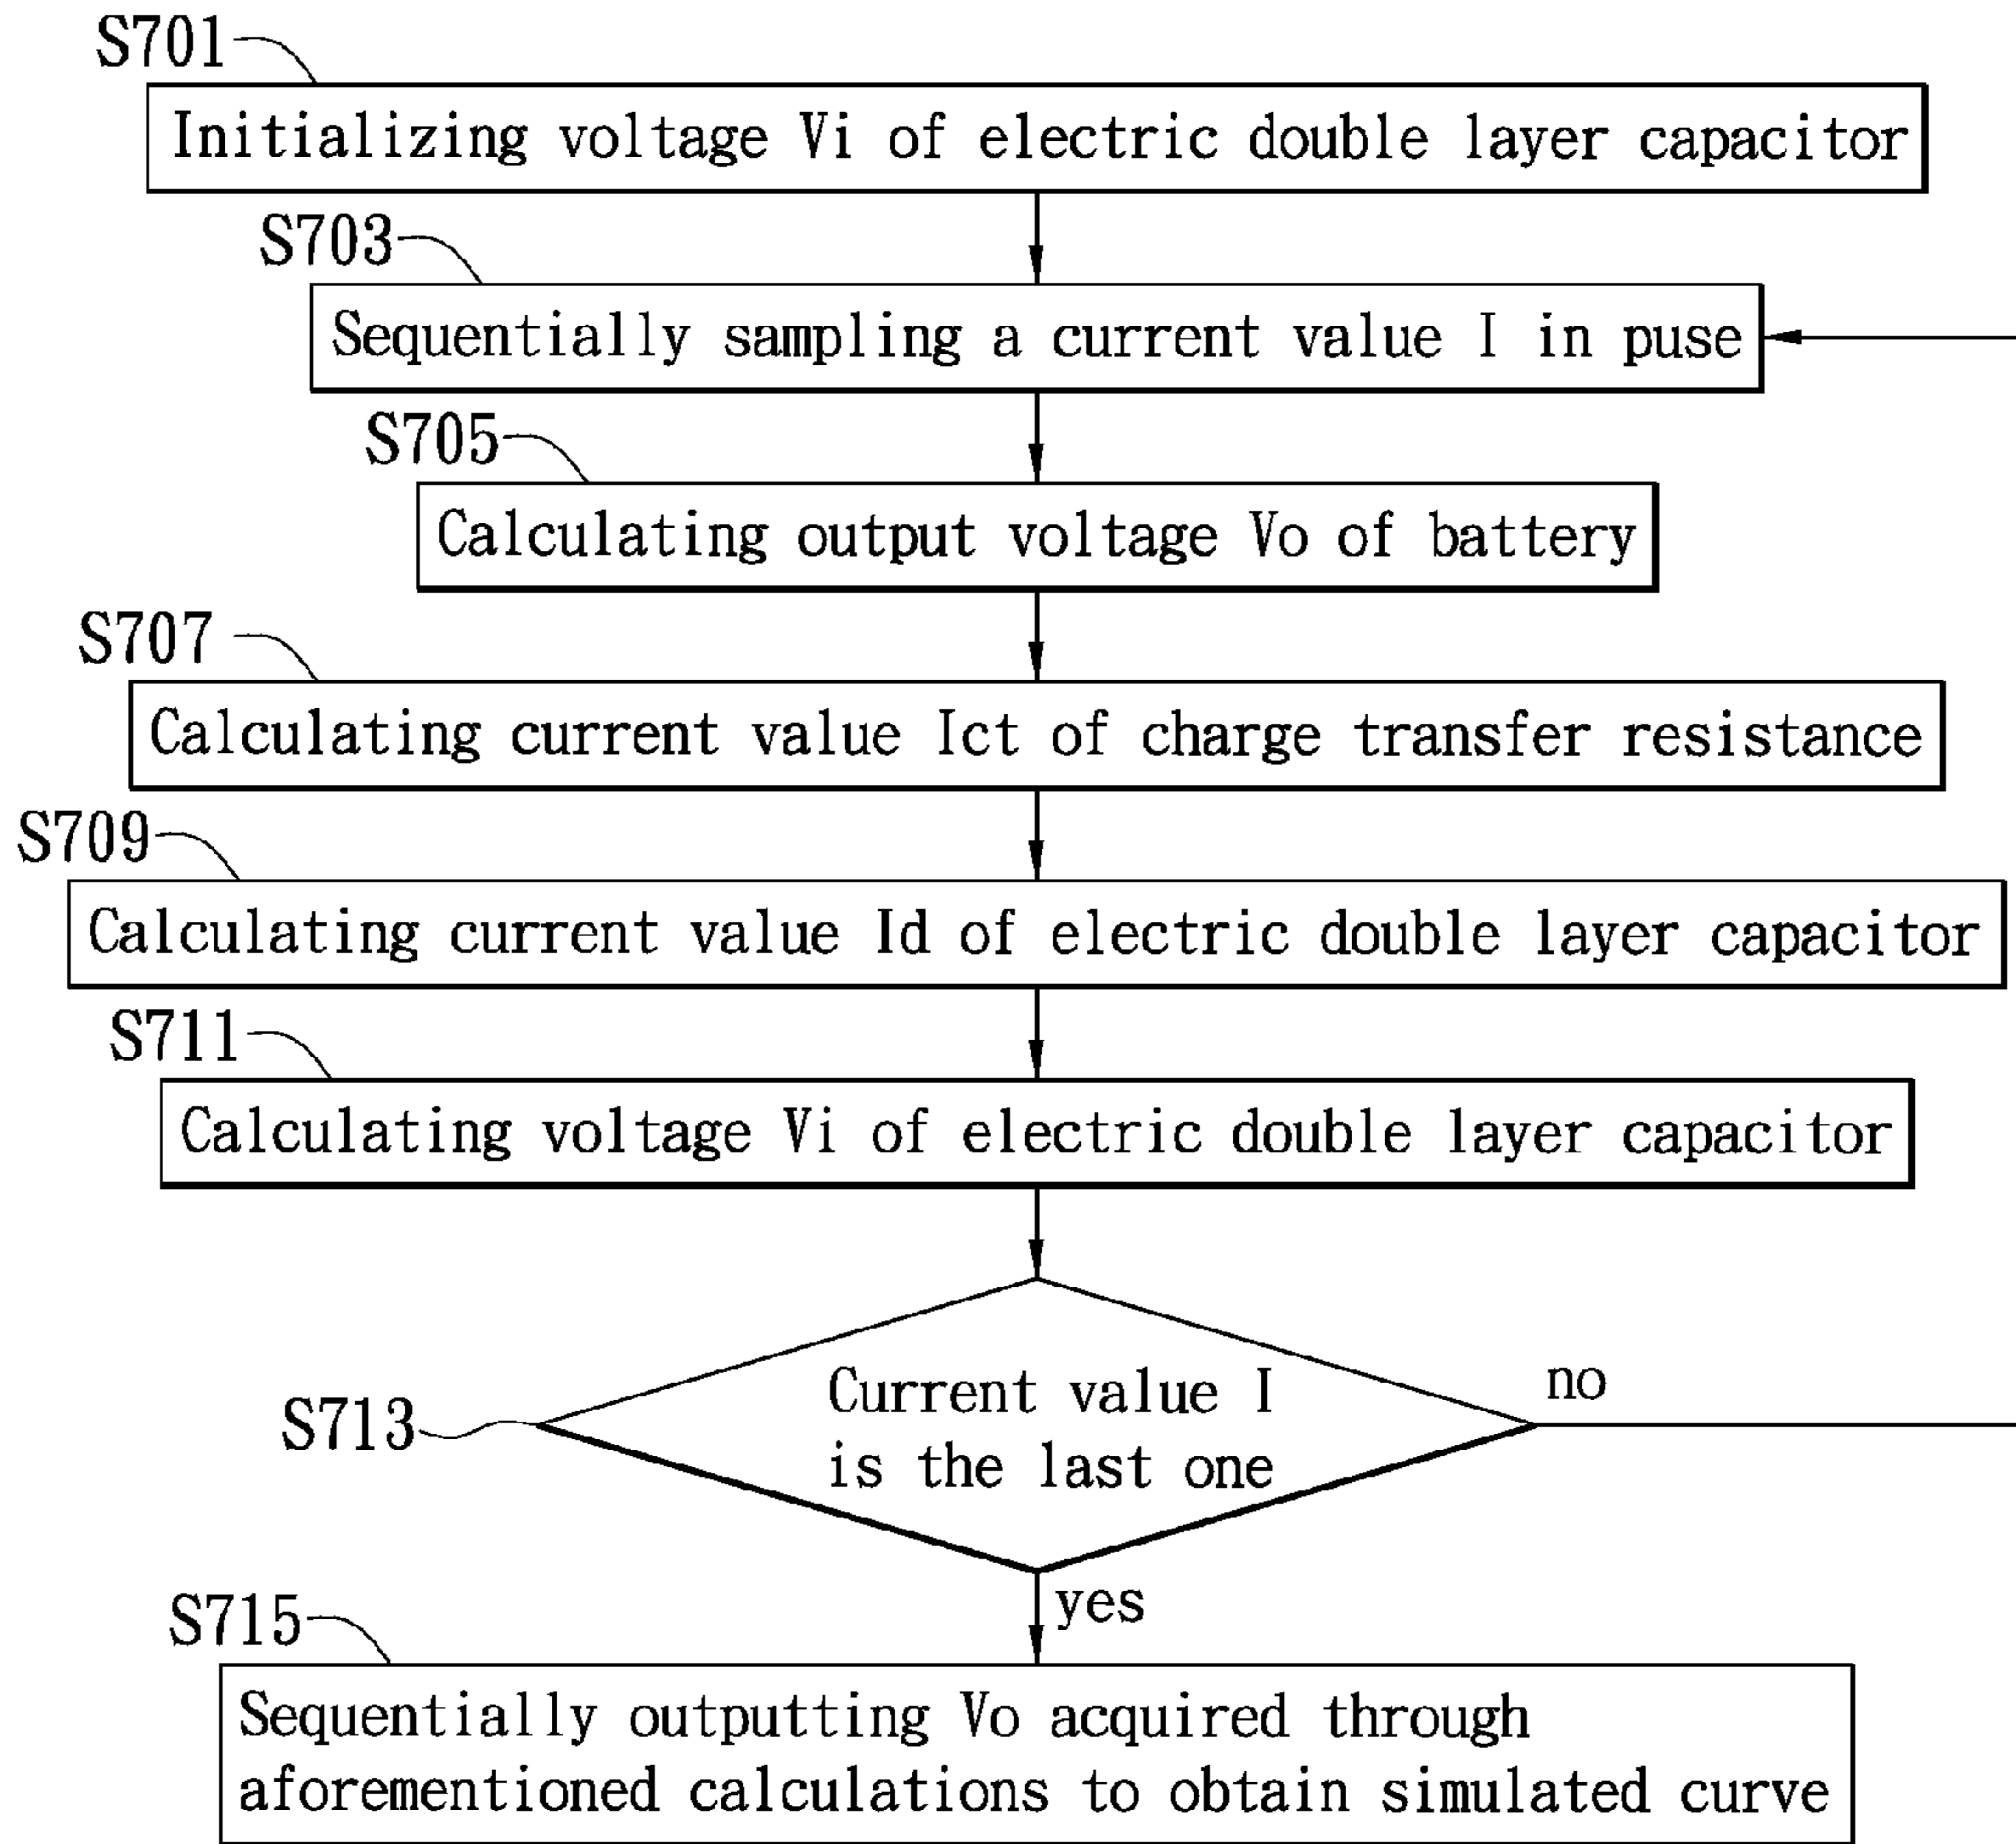 S701
Initializing voltage Vi of electric double layer capacitor
S703
Sequentially sampling a current value I in puse
S705
Calculating output voltage Vo of battery
S707
Calculating current value Ict of charge transfer resistance
S709
Calculating current value Id of electric double layer capacitor
S711
Calculating voltage Vi of electric double layer capacitor
S713
Current value I
is the last one
no
yes
S715
Sequentially outputting Vo acquired through
aforementioned calculations to obtain simulated curve